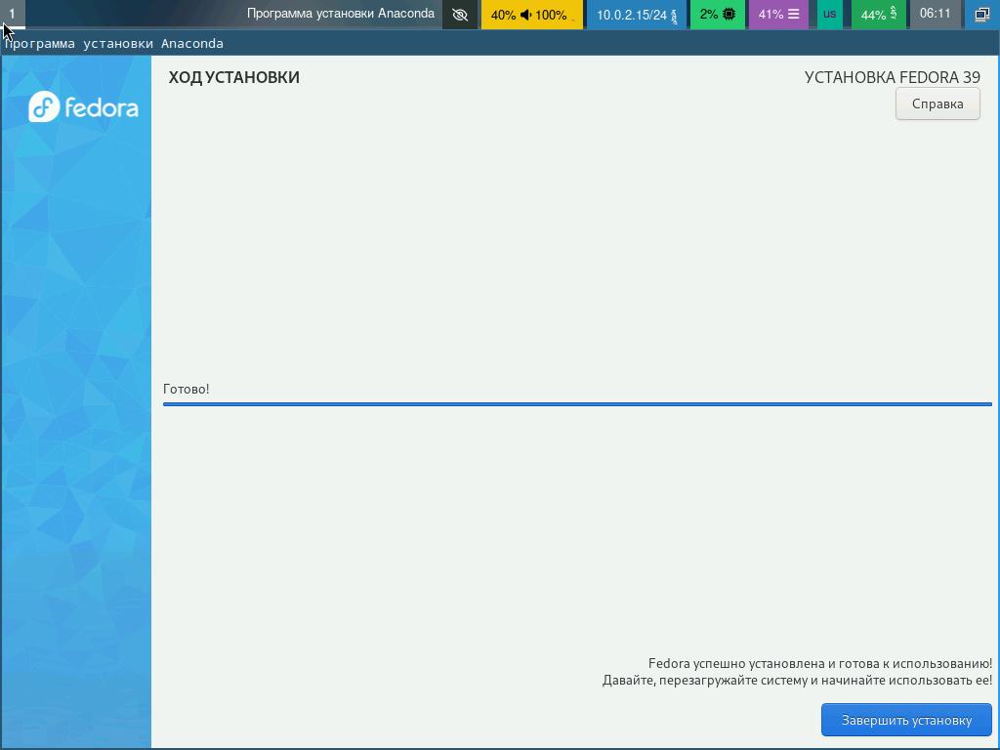 1
Программа установки Anaconda
40% 100%
10.0.2.15/24
2%
41%
us
44%
06:11
Программа установки Anaconda
fedora
ХОД УСТАНОВКИ
УСТАНОВКА FEDORA 39
Справка
Готово!
Fedora успешно установлена и готова к использованию!
Давайте, перезагружайте систему и начинайте использовать ее!
Завершить установку